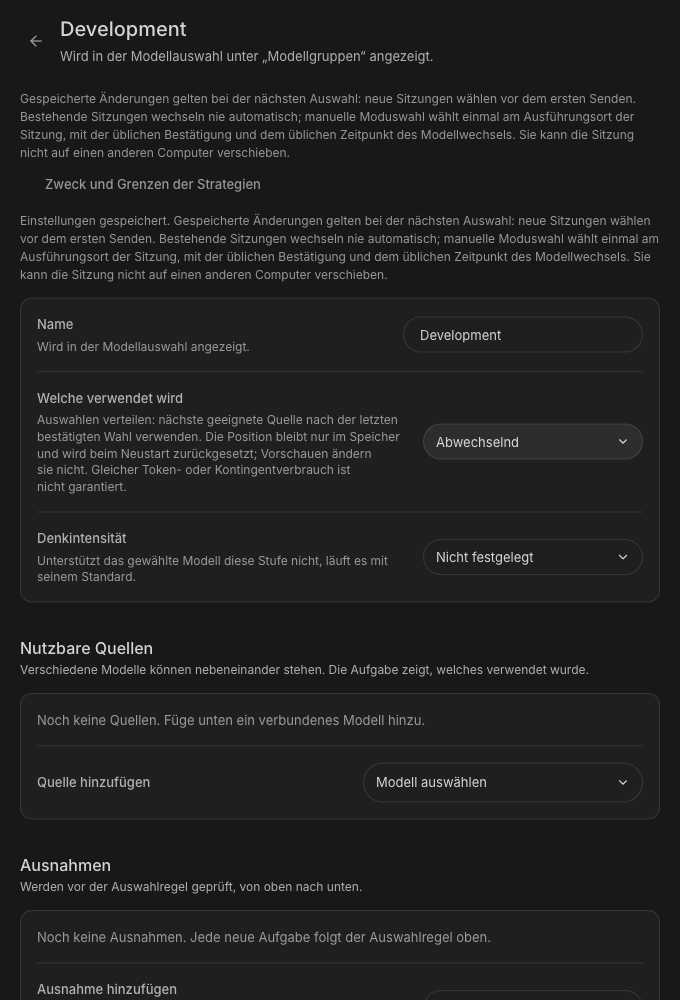 Development
Wird in der Modellauswahl unter „Modellgruppen“ angezeigt.
Gespeicherte Änderungen gelten bei der nächsten Auswahl: neue Sitzungen wählen vor dem ersten Senden.
Bestehende Sitzungen wechseln nie automatisch; manuelle Moduswahl wählt einmal am Ausführungsort der
Sitzung, mit der üblichen Bestätigung und dem üblichen Zeitpunkt des Modellwechsels. Sie kann die Sitzung
nicht auf einen anderen Computer verschieben.
Zweck und Grenzen der Strategien
Einstellungen gespeichert. Gespeicherte Änderungen gelten bei der nächsten Auswahl: neue Sitzungen wählen
vor dem ersten Senden. Bestehende Sitzungen wechseln nie automatisch; manuelle Moduswahl wählt einmal am
Ausführungsort der Sitzung, mit der üblichen Bestätigung und dem üblichen Zeitpunkt des Modellwechsels. Sie
kann die Sitzung nicht auf einen anderen Computer verschieben.
Name
Wird in der Modellauswahl angezeigt.
Development
Welche verwendet wird
Auswahlen verteilen: nächste geeignete Quelle nach der letzten
bestätigten Wahl verwenden. Die Position bleibt nur im Speicher
und wird beim Neustart zurückgesetzt; Vorschauen ändern
sie nicht. Gleicher Token- oder Kontingentverbrauch ist
nicht garantiert.
Abwechselnd
Denkintensität
Unterstützt das gewählte Modell diese Stufe nicht, läuft es mit
seinem Standard.
Nicht festgelegt
Nutzbare Quellen
Verschiedene Modelle können nebeneinander stehen. Die Aufgabe zeigt, welches verwendet wurde.
Noch keine Quellen. Füge unten ein verbundenes Modell hinzu.
Quelle hinzufügen
Modell auswählen
Ausnahmen
Werden vor der Auswahlregel geprüft, von oben nach unten.
Noch keine Ausnahmen. Jede neue Aufgabe folgt der Auswahlregel oben.
Ausnahme hinzufügen